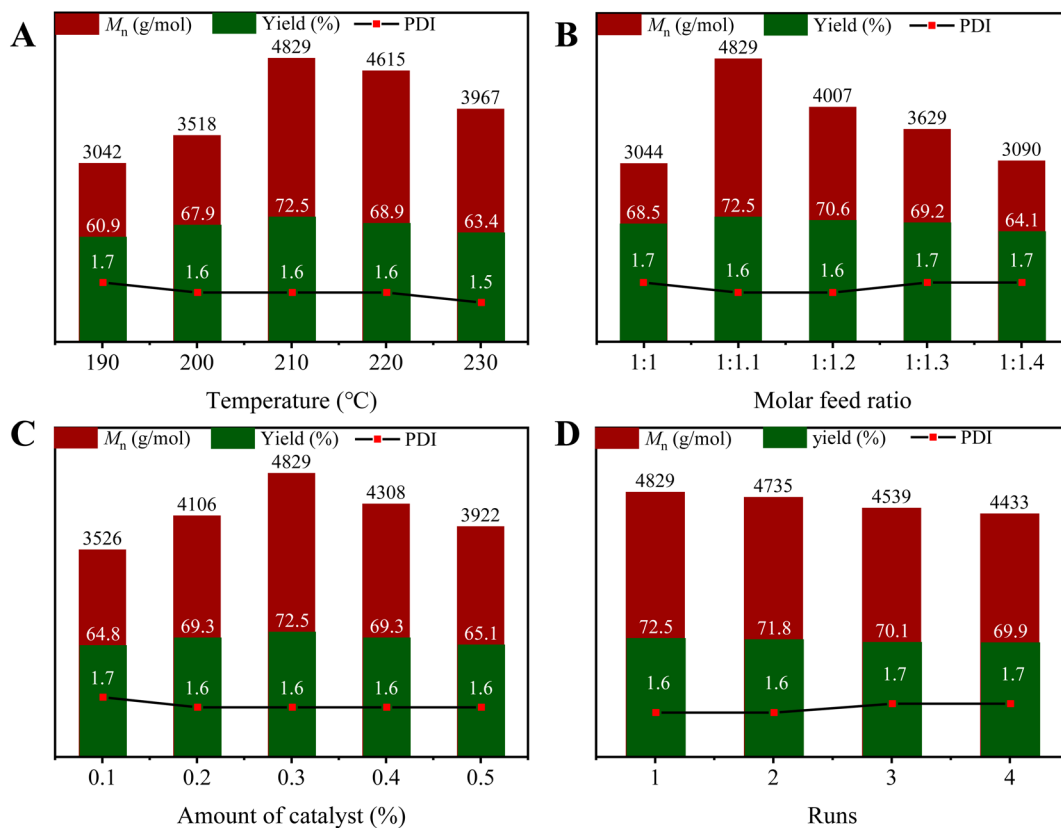 A
Mn (g/mol) Yield (%) PDI
4829
4615
3967
3518
3042
72.5
68.9
67.9
63.4
60.9
1.7 1.6 1.6 1.6 1.5
190 200 210 220 230
Temperature (℃)
B
Mn (g/mol) Yield (%) PDI
4829
4007
3629
3044
3090
68.5 72.5 70.6 69.2 64.1
1.7 1.6 1.6 1.7 1.7
1:1 1:1.1 1:1.2 1:1.3 1:1.4
Molar feed ratio
C
Mn (g/mol) Yield (%) PDI
4829
4106
4308
3922
3526
64.8 69.3 72.5 69.3 65.1
1.7 1.6 1.6 1.6 1.6
0.1 0.2 0.3 0.4 0.5
Amount of catalyst (%)
D
Mn (g/mol) yield (%) PDI
4829 4735 4539 4433
72.5 71.8 70.1 69.9
1.6 1.6 1.7 1.7
1 2 3 4
Runs